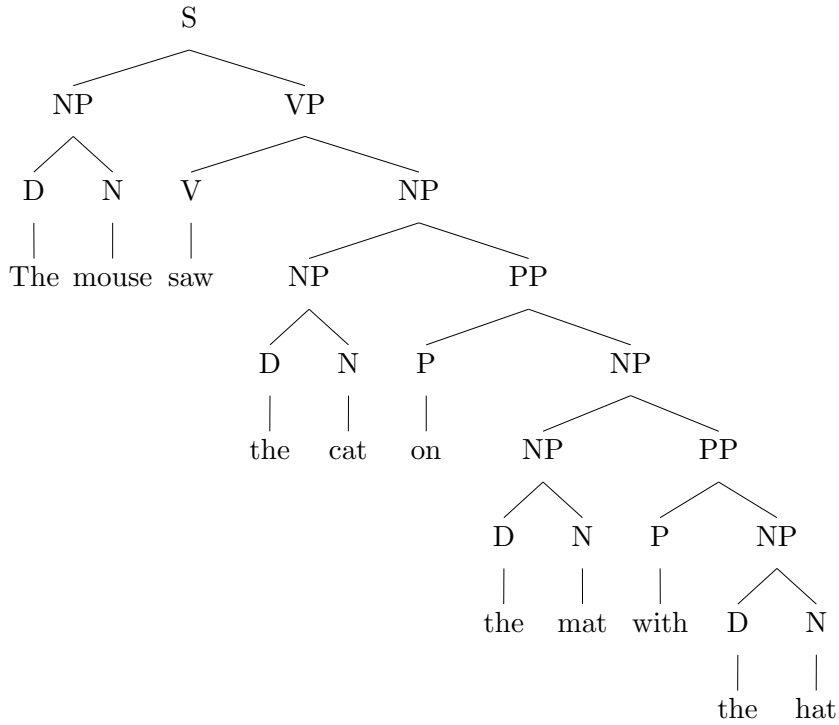 S
NP VP
D N V NP
The mouse saw NP PP
D N P NP
the cat on NP PP
D N P NP
the mat with D N
the hat